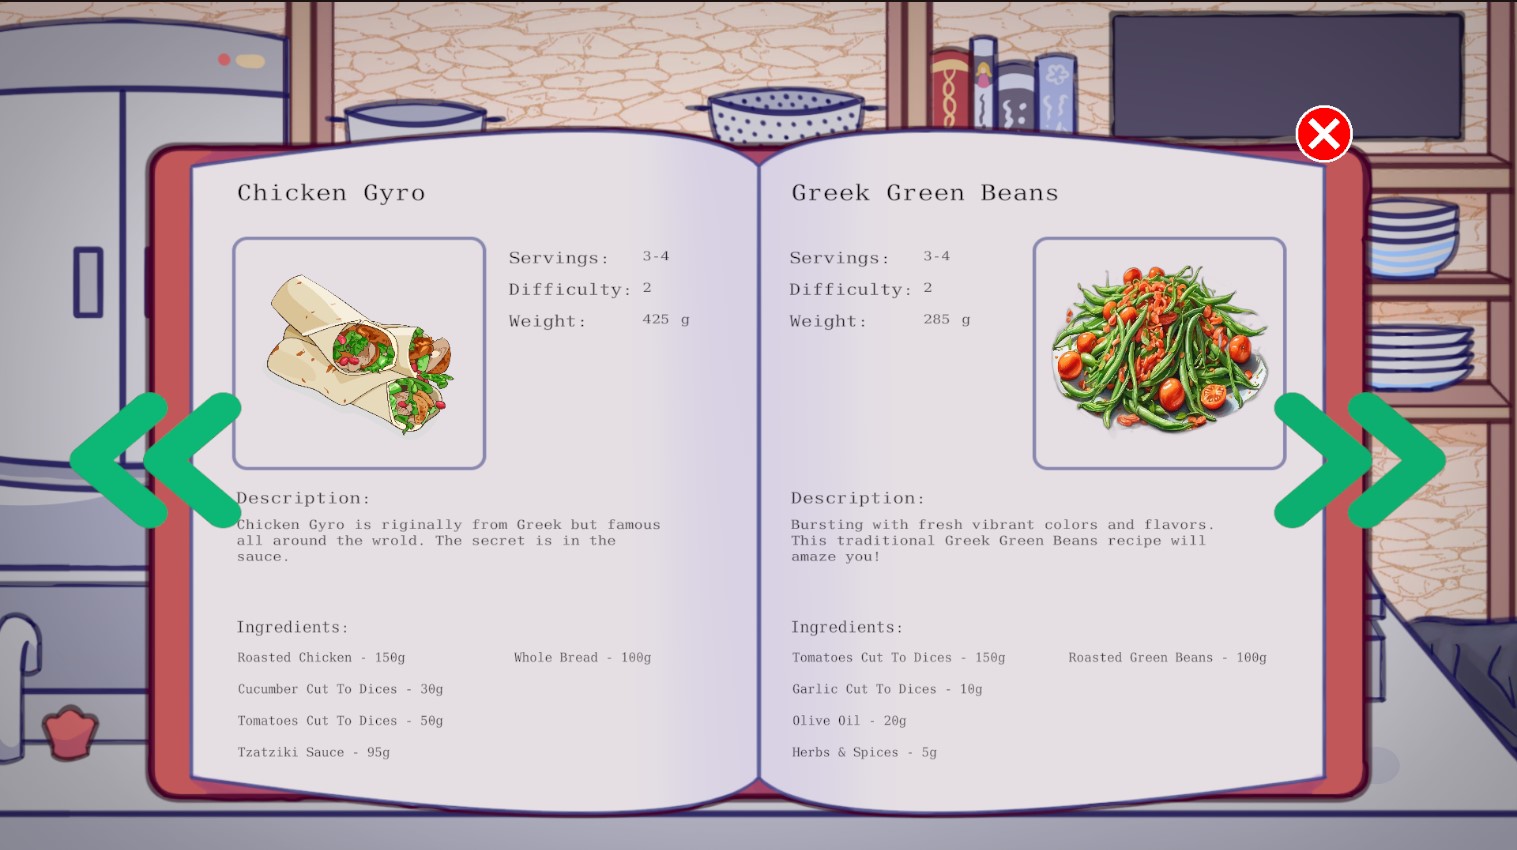 Chicken Gyro
Servings: 3-4
Difficulty: 2
Weight: 425 g
Description:
Chicken Gyro is riginally from Greek but famous
all around the wrold. The secret is in the
sauce.
Ingredients:
Roasted Chicken - 150g
Whole Bread - 100g
Cucumber Cut To Dices - 30g
Tomatoes Cut To Dices - 50g
Tzatziki Sauce - 95g
Greek Green Beans
Servings: 3-4
Difficulty: 2
Weight: 285 g
Description:
Bursting with fresh vibrant colors and flavors.
This traditional Greek Green Beans recipe will
amaze you!
Ingredients:
Tomatoes Cut To Dices - 150g
Roasted Green Beans - 100g
Garlic Cut To Dices - 10g
Olive Oil - 20g
Herbs & Spices - 5g